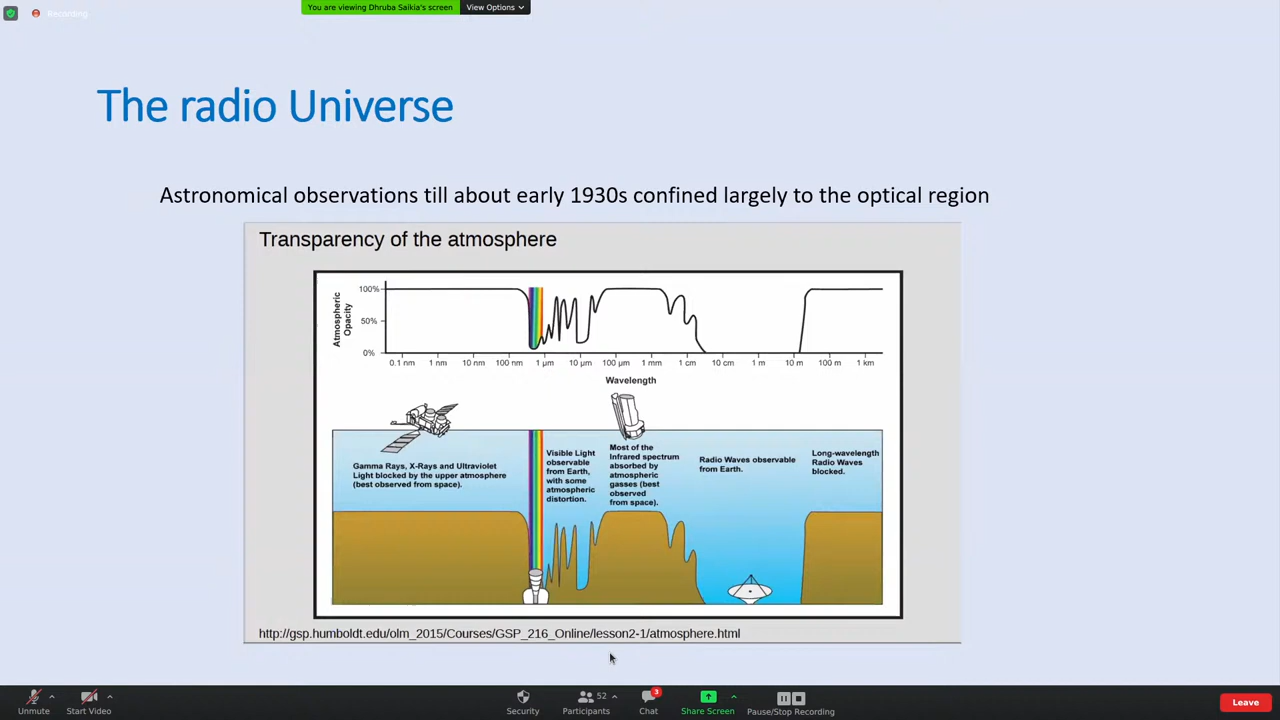 Recording
You are viewing Dhruba Saikia's screen
View Options
The radio Universe
Astronomical observations till about early 1930s confined largely to the optical region
Transparency of the atmosphere
Atmospheric
Opacity
100%
50%
0%
0.1 nm 1 nm 10 nm 100 nm 1 μm 10 μm 100 μm 1 mm 1 cm 10 cm 1 m 10 m 100 m 1 km
Wavelength
Gamma Rays, X-Rays and Ultraviolet
Light blocked by the upper atmosphere
(best observed from space).
Visible Light
observable
from Earth,
with some
atmospheric
distortion.
Most of the
Infrared spectrum
absorbed by
atmospheric
gasses (best
observed
from space).
Radio Waves observable
from Earth.
Long-wavelength
Radio Waves
blocked.
http://gsp.humboldt.edu/olm_2015/Courses/GSP_216_Online/lesson2-1/atmosphere.html
Unmute
Start Video
Security
52
Participants
3
Chat
Share Screen
Pause/Stop Recording
Leave